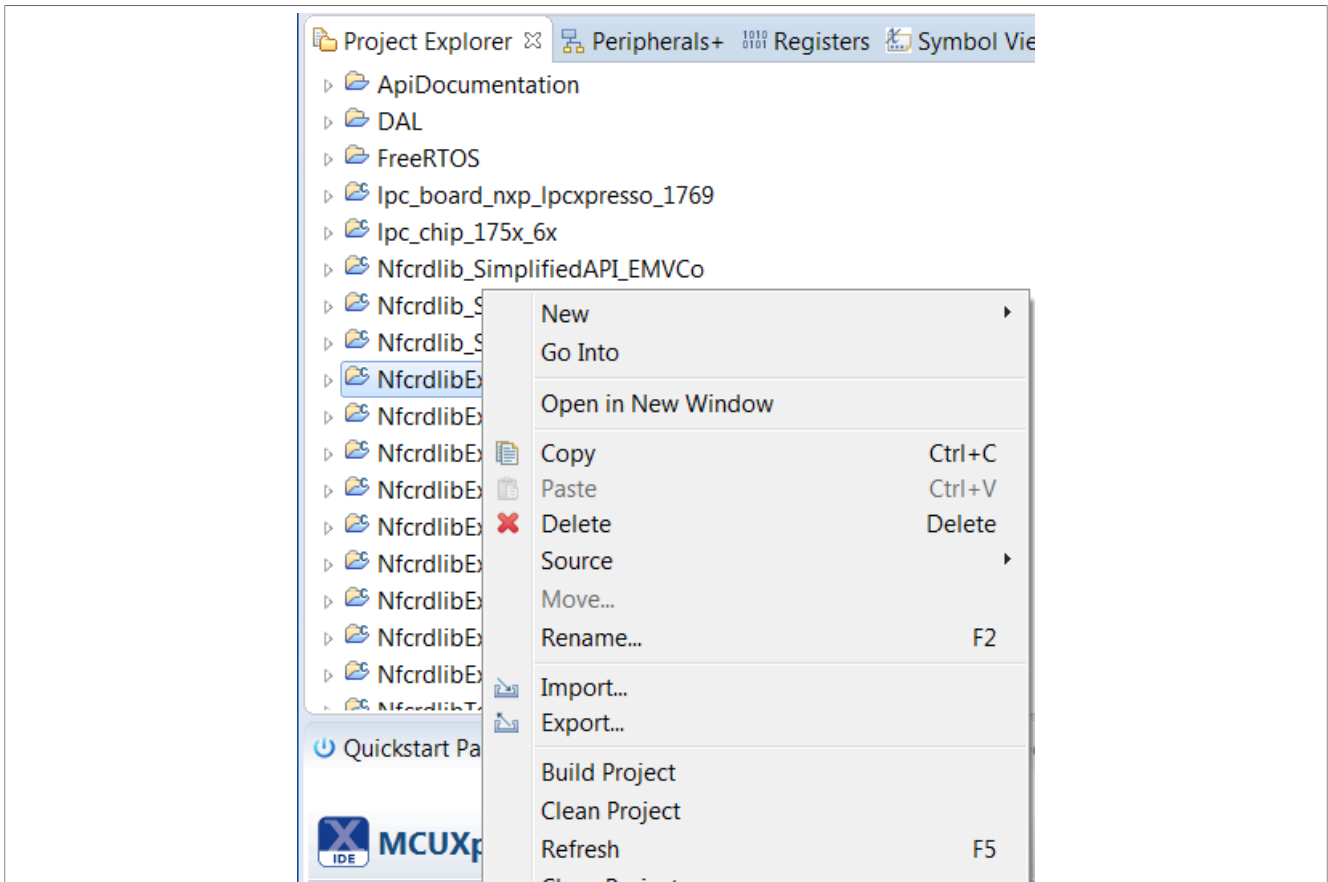 Project Explorer Peripherals+ Registers Symbol Vie
ApiDocumentation
DAL
FreeRTOS
lpc_board_nxp_lpcxpresso_1769
lpc_chip_175x_6x
Nfcrdlib_SimplifiedAPI_EMVCo
Nfcrdlib_S
Nfcrdlib_S
NfcrdlibEx
NfcrdlibEx
NfcrdlibEx
NfcrdlibEx
NfcrdlibEx
NfcrdlibEx
NfcrdlibEx
NfcrdlibEx
NfcrdlibEx
New
Go Into
Open in New Window
Copy Ctrl+C
Paste Ctrl+V
Delete Delete
Source
Move...
Rename... F2
Import...
Export...
Build Project
Clean Project
Refresh F5
Quickstart Pa
IDE MCUXp